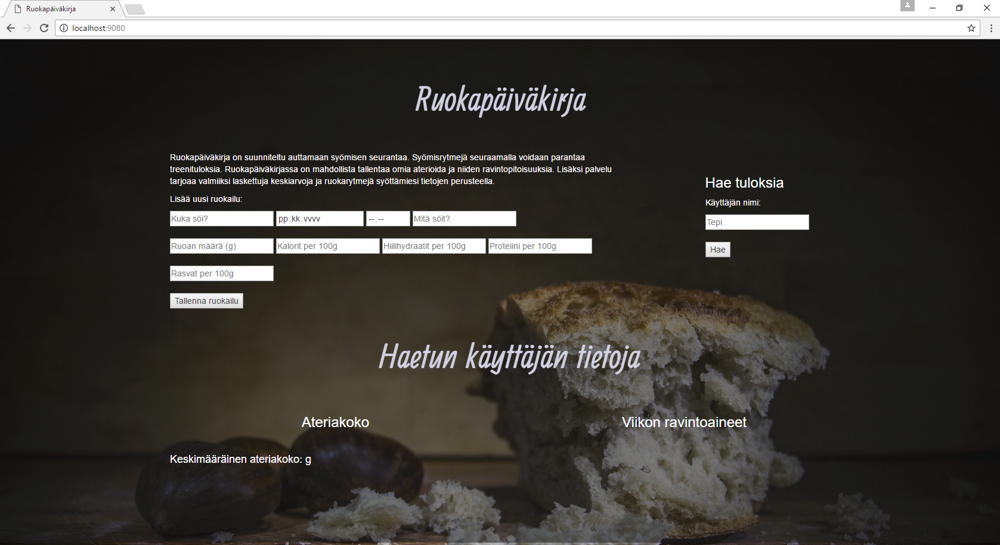 Ruokapäiväkirja
localhost:9080
Ruokapäiväkirja
Ruokapäiväkirja on suunniteltu auttamaan syömisen seurantaa. Syömisrytmejä seuraamalla voidaan parantaa
treenituloksia. Ruokapäiväkirjassa on mahdollista tallentaa omia aterioida ja niiden ravintopitoisuuksia. Lisäksi palvelu
tarjoaa valmiiksi laskettuja keskiarvoja ja ruokarytmejä syöttämiesi tietojen perusteella.
Lisää uusi ruokailu:
Kuka söi? pp.kk.vvvv --.-- Mitä söit?
Ruoan määrä (g) Kalorit per 100g Hiilihydraatit per 100g Proteiini per 100g
Rasvat per 100g
Tallenna ruokailu
Hae tuloksia
Käyttäjän nimi:
Tepi
Hae
Haetun käyttäjän tietoja
Ateriakoko
Keskimääräinen ateriakoko: g
Viikon ravintoaineet